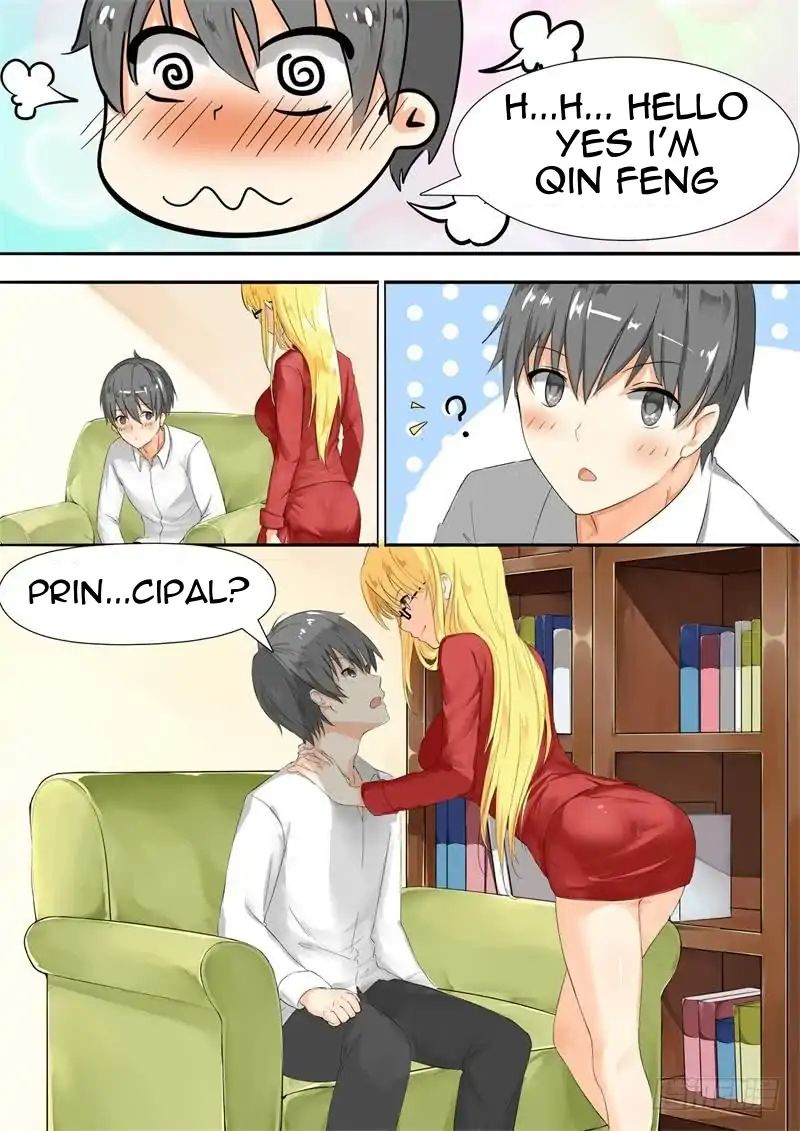 H...H... HELLO
YES I'M
QIN FENG
?
PRIN...CIPAL?